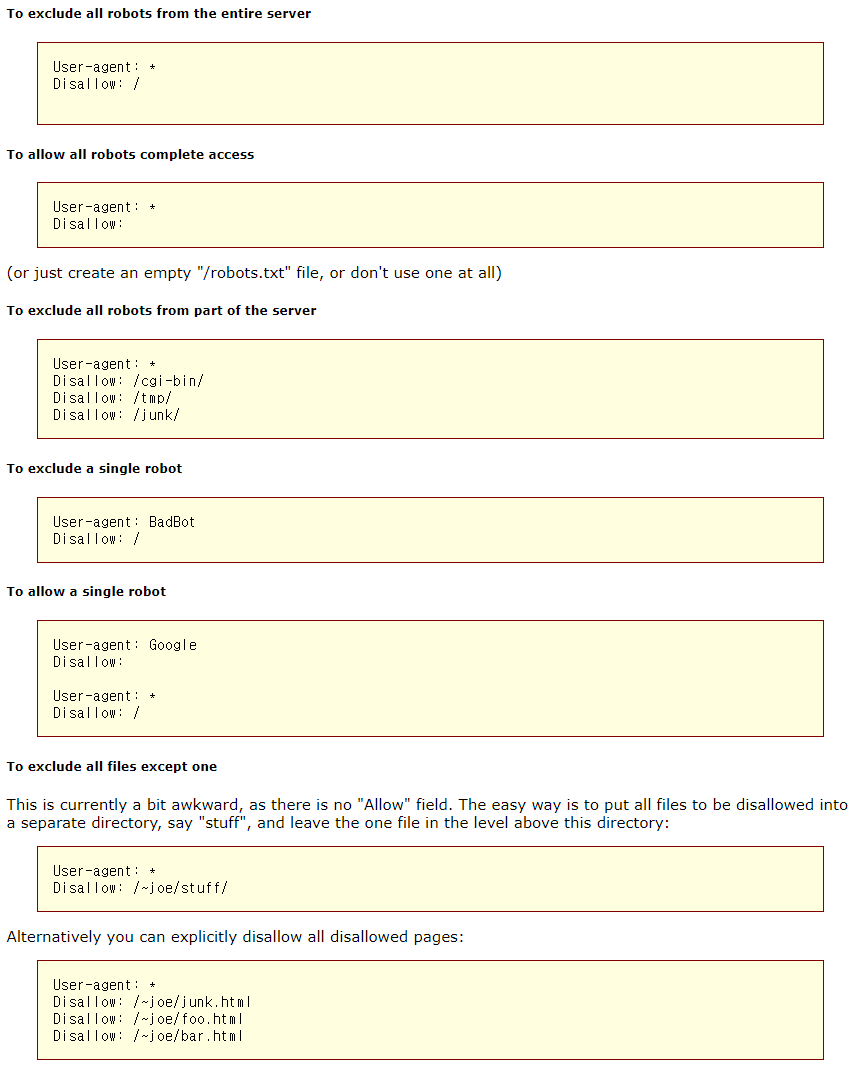 To exclude all robots from the entire server
User-agent: *
Disallow: /
To allow all robots complete access
User-agent: *
Disallow:
(or just create an empty "/robots.txt" file, or don't use one at all)
To exclude all robots from part of the server
User-agent: *
Disallow: /cgi-bin/
Disallow: /tmp/
Disallow: /junk/
To exclude a single robot
User-agent: BadBot
Disallow: /
To allow a single robot
User-agent: Google
Disallow:
User-agent: *
Disallow: /
To exclude all files except one
This is currently a bit awkward, as there is no "Allow" field. The easy way is to put all files to be disallowed into
a separate directory, say "stuff", and leave the one file in the level above this directory:
User-agent: *
Disallow: /~joe/stuff/
Alternatively you can explicitly disallow all disallowed pages:
User-agent: *
Disallow: /~joe/junk.html
Disallow: /~joe/foo.html
Disallow: /~joe/bar.html